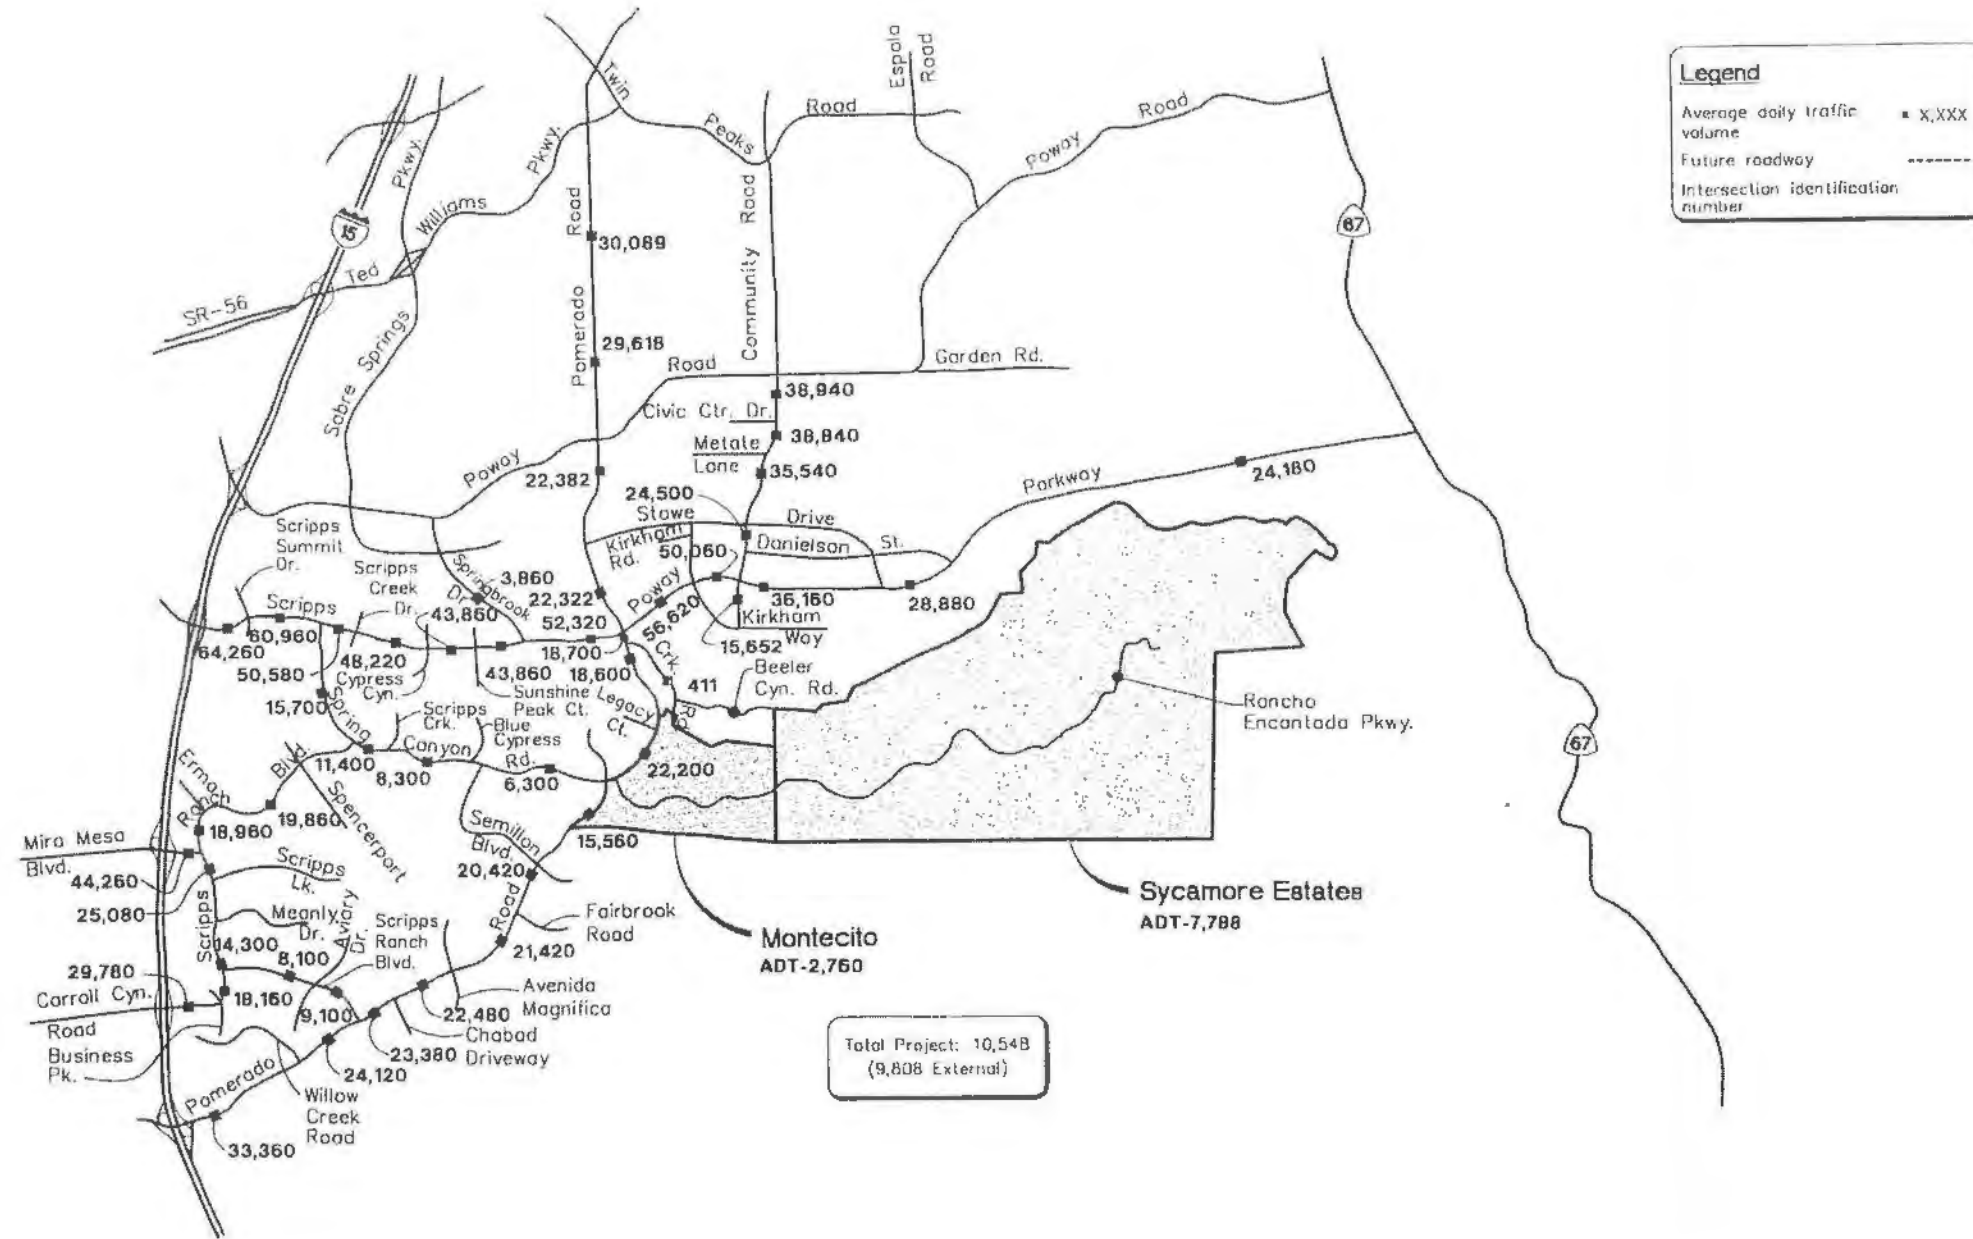 Legend
Average daily traffic
volume
■ X,XXX
Future roadway
Intersection identification
number
Twin
Peaks
Road
Espola
Road
Poway
Road
Pkwy.
Pkwy.
Williams
Ted
15
SR-56
Sabre Springs
Road
Pomerado
30,089
29,618
Community Road
67
Road
Garden Rd.
38,940
Civic Ctr. Dr.
38,840
Metate
Lane
35,540
Poway
22,382
24,500
Stowe
Drive
Kirkham
Rd.
50,060
Danielson
St.
Parkway
24,180
Scripps
Summit
Dr.
Scripps
Creek
Dr.
Springbrook
Dr.
3,860
22,322
Poway
36,160
28,880
Scripps
43,860
52,320
56,620
Kirkham
Way
60,960
64,260
50,580
48,220
Cypress
Cyn.
43,860
18,700
18,600
15,652
Crk.
Rd.
411
Beeler
Cyn. Rd.
Sunshine
Peak Ct.
Legacy
Ct.
15,700
Spring
Scripps
Crk.
Blue
Cypress
Rd.
Canyon
Rancho
Encantada Pkwy.
67
Erma
Blvd.
11,400
8,300
6,300
22,200
Ranch
Spencerport
19,860
18,960
Semillon
Blvd.
15,560
Mira Mesa
Blvd.
44,260
Scripps
Lk.
20,420
25,080
Scripps
Meanly
Dr.
Aviary
Dr.
Scripps
Ranch
Blvd.
Road
Fairbrook
Road
Sycamore Estates
ADT-7,788
14,300
8,100
21,420
Montecito
ADT-2,760
29,780
Carroll Cyn.
Road
18,160
9,100
22,480
Avenida
Magnifica
Chabad
Driveway
Business
Pk.
23,380
24,120
Pomerado
Willow
Creek
Road
33,360
Total Project: 10,548
(9,808 External)